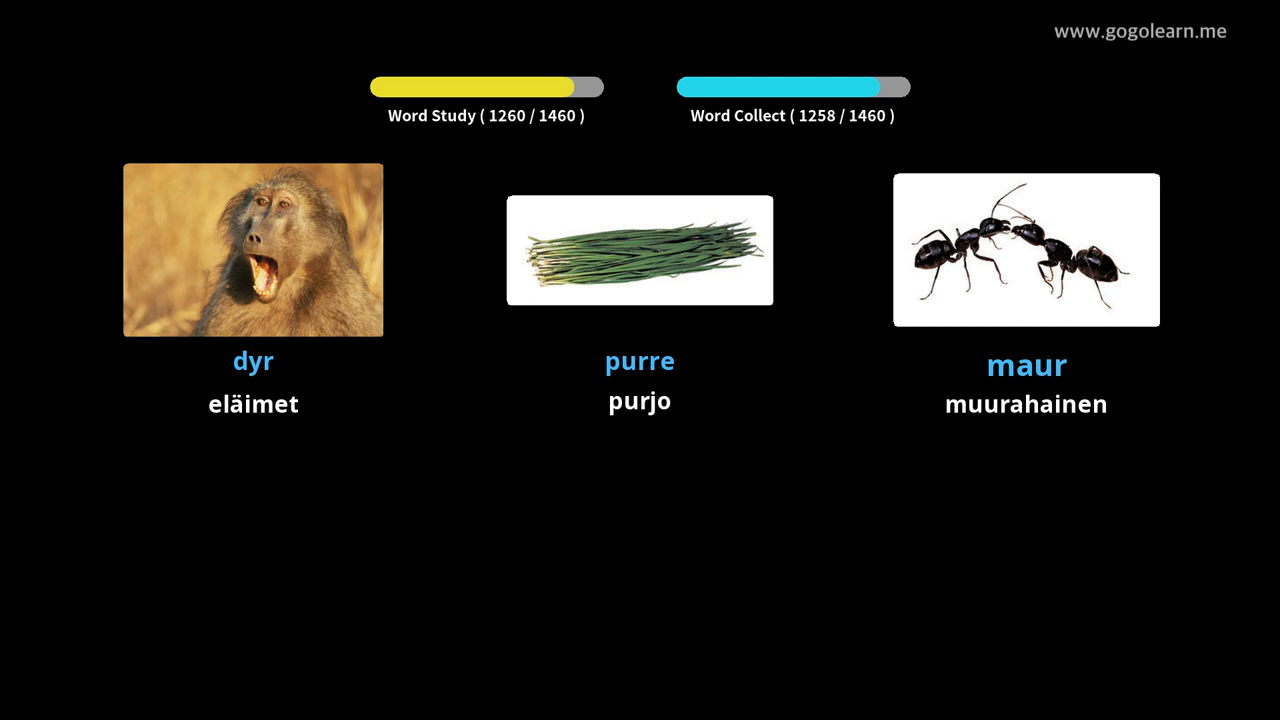 www.gogolearn.me
Word Study ( 1260 / 1460 )
Word Collect ( 1258 / 1460 )
dyr
eläimet
purre
purjo
maur
muurahainen